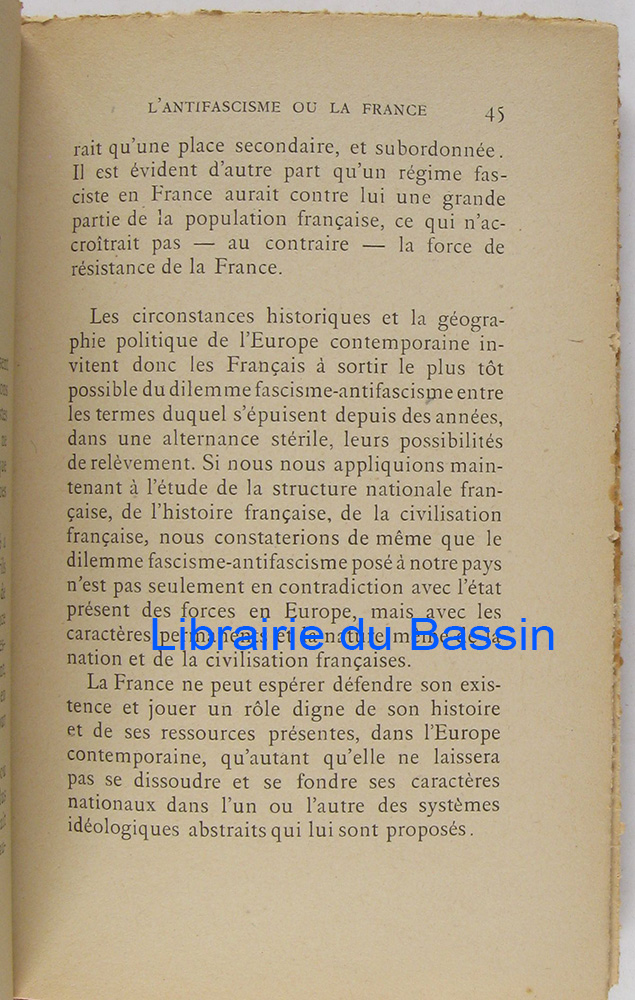 L'ANTIFASCISME OU LA FRANCE 45
rait qu'une place secondaire, et subordonnée.
Il est évident d'autre part qu'un régime fas-
ciste en France aurait contre lui une grande
partie de la population française, ce qui n'ac-
croîtrait pas — au contraire — la force de
résistance de la France.
Les circonstances historiques et la géogra-
phie politique de l'Europe contemporaine in-
vitent donc les Français à sortir le plus tôt
possible du dilemme fascisme-antifascisme entre
les termes duquel s'épuisent depuis des années,
dans une alternance stérile, leurs possibilités
de relèvement. Si nous nous appliquions main-
tenant à l'étude de la structure nationale fran-
çaise, de l'histoire française, de la civilisation
française, nous constaterions de même que le
dilemme fascisme-antifascisme posé à notre pays
n'est pas seulement en contradiction avec l'état
présent des forces en Europe, mais avec les
caractères permanents et la nature même de la
Librairie du Bassin
nation et de la civilisation françaises.
La France ne peut espérer défendre son exis-
tence et jouer un rôle digne de son histoire
et de ses ressources présentes, dans l'Europe
contemporaine, qu'autant qu'elle ne laissera
pas se dissoudre et se fondre ses caractères
nationaux dans l'un ou l'autre des systèmes
idéologiques abstraits qui lui sont proposés.